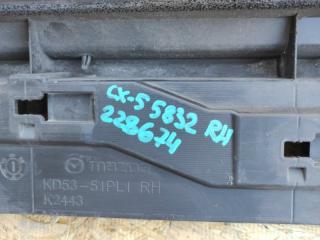 CX-5 5832 RH
228674
mazda
KD53-51PL1 RH
K2443